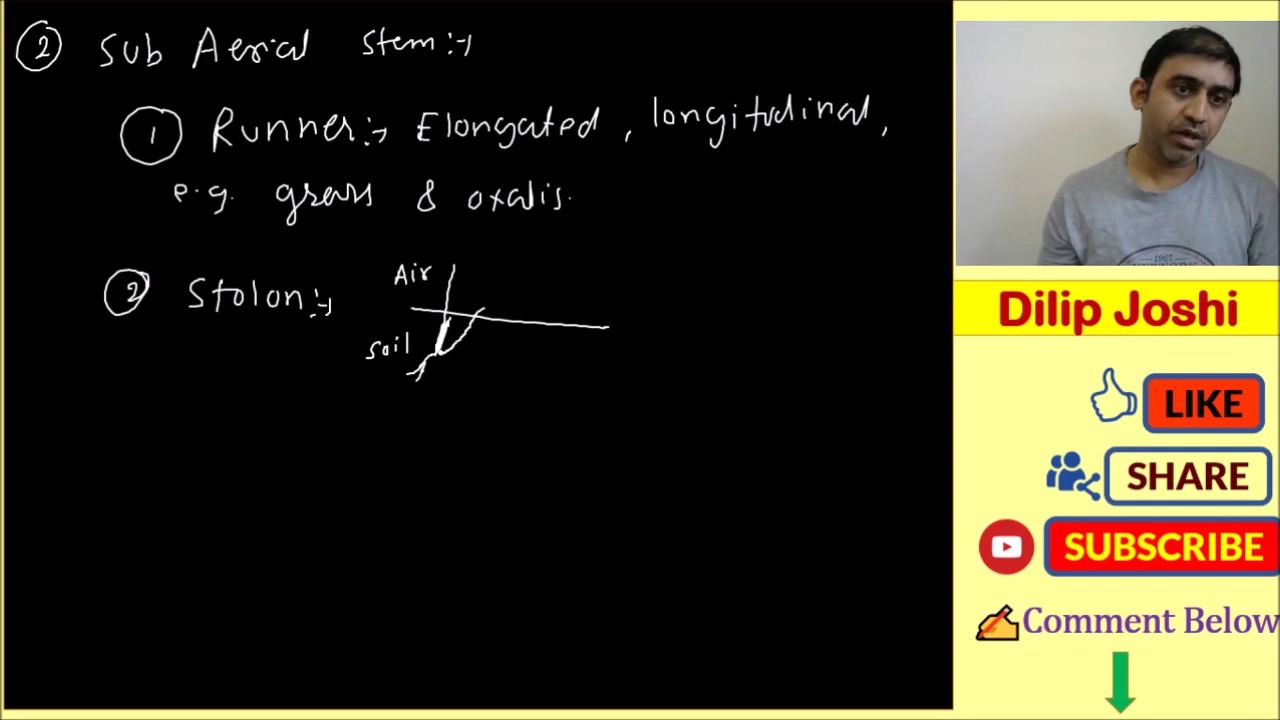 ② Sub Aerial Stem :-
① Runner :- Elongated, longitudinal,
e.g. grass & oxalis.
② Stolon :-
Air
Soil
1967
Dilip Joshi
LIKE
SHARE
SUBSCRIBE
Comment Below